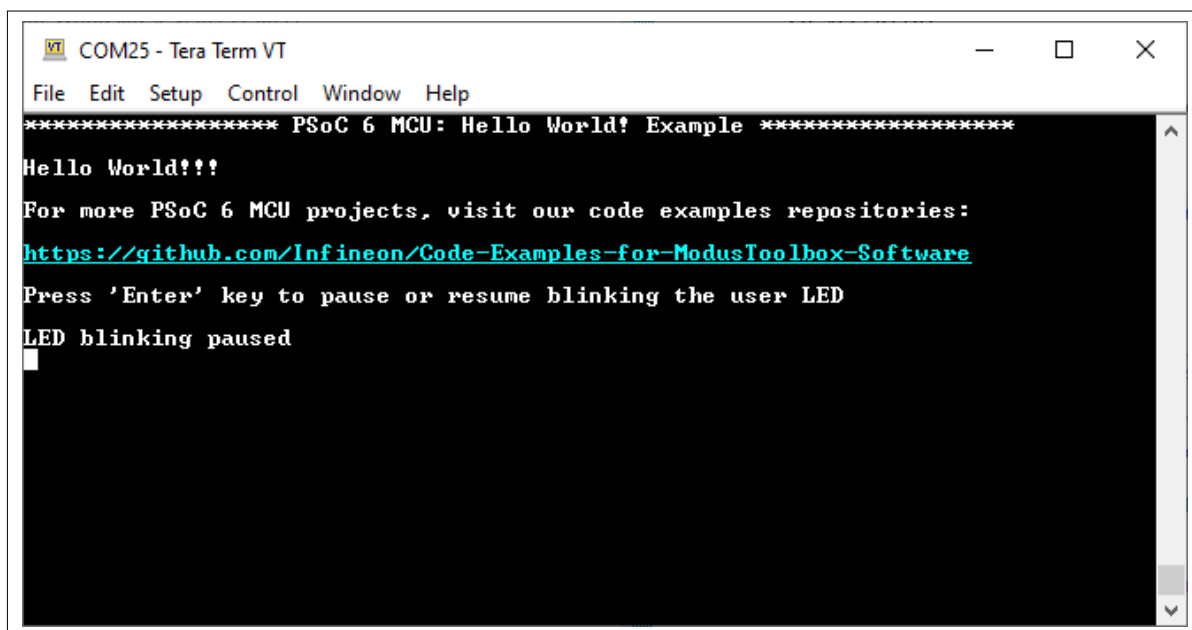 COM25 - Tera Term VT
File Edit Setup Control Window Help
****************** PSoC 6 MCU: Hello World! Example ******************
Hello World!!!
For more PSoC 6 MCU projects, visit our code examples repositories:
https://github.com/Infineon/Code-Examples-for-ModusToolbox-Software
Press 'Enter' key to pause or resume blinking the user LED
LED blinking paused